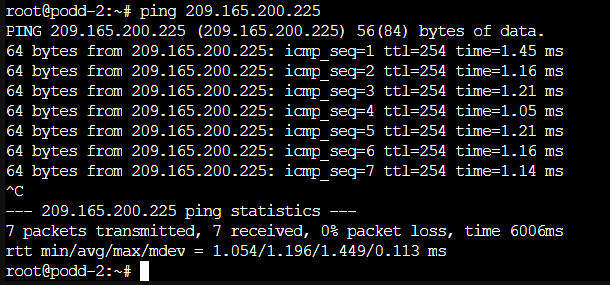 root@podd-2:~# ping 209.165.200.225
PING 209.165.200.225 (209.165.200.225) 56(84) bytes of data.
64 bytes from 209.165.200.225: icmp_seq=1 ttl=254 time=1.45 ms
64 bytes from 209.165.200.225: icmp_seq=2 ttl=254 time=1.16 ms
64 bytes from 209.165.200.225: icmp_seq=3 ttl=254 time=1.21 ms
64 bytes from 209.165.200.225: icmp_seq=4 ttl=254 time=1.05 ms
64 bytes from 209.165.200.225: icmp_seq=5 ttl=254 time=1.21 ms
64 bytes from 209.165.200.225: icmp_seq=6 ttl=254 time=1.16 ms
64 bytes from 209.165.200.225: icmp_seq=7 ttl=254 time=1.14 ms
^C
--- 209.165.200.225 ping statistics ---
7 packets transmitted, 7 received, 0% packet loss, time 6006ms
rtt min/avg/max/mdev = 1.054/1.196/1.449/0.113 ms
root@podd-2:~#